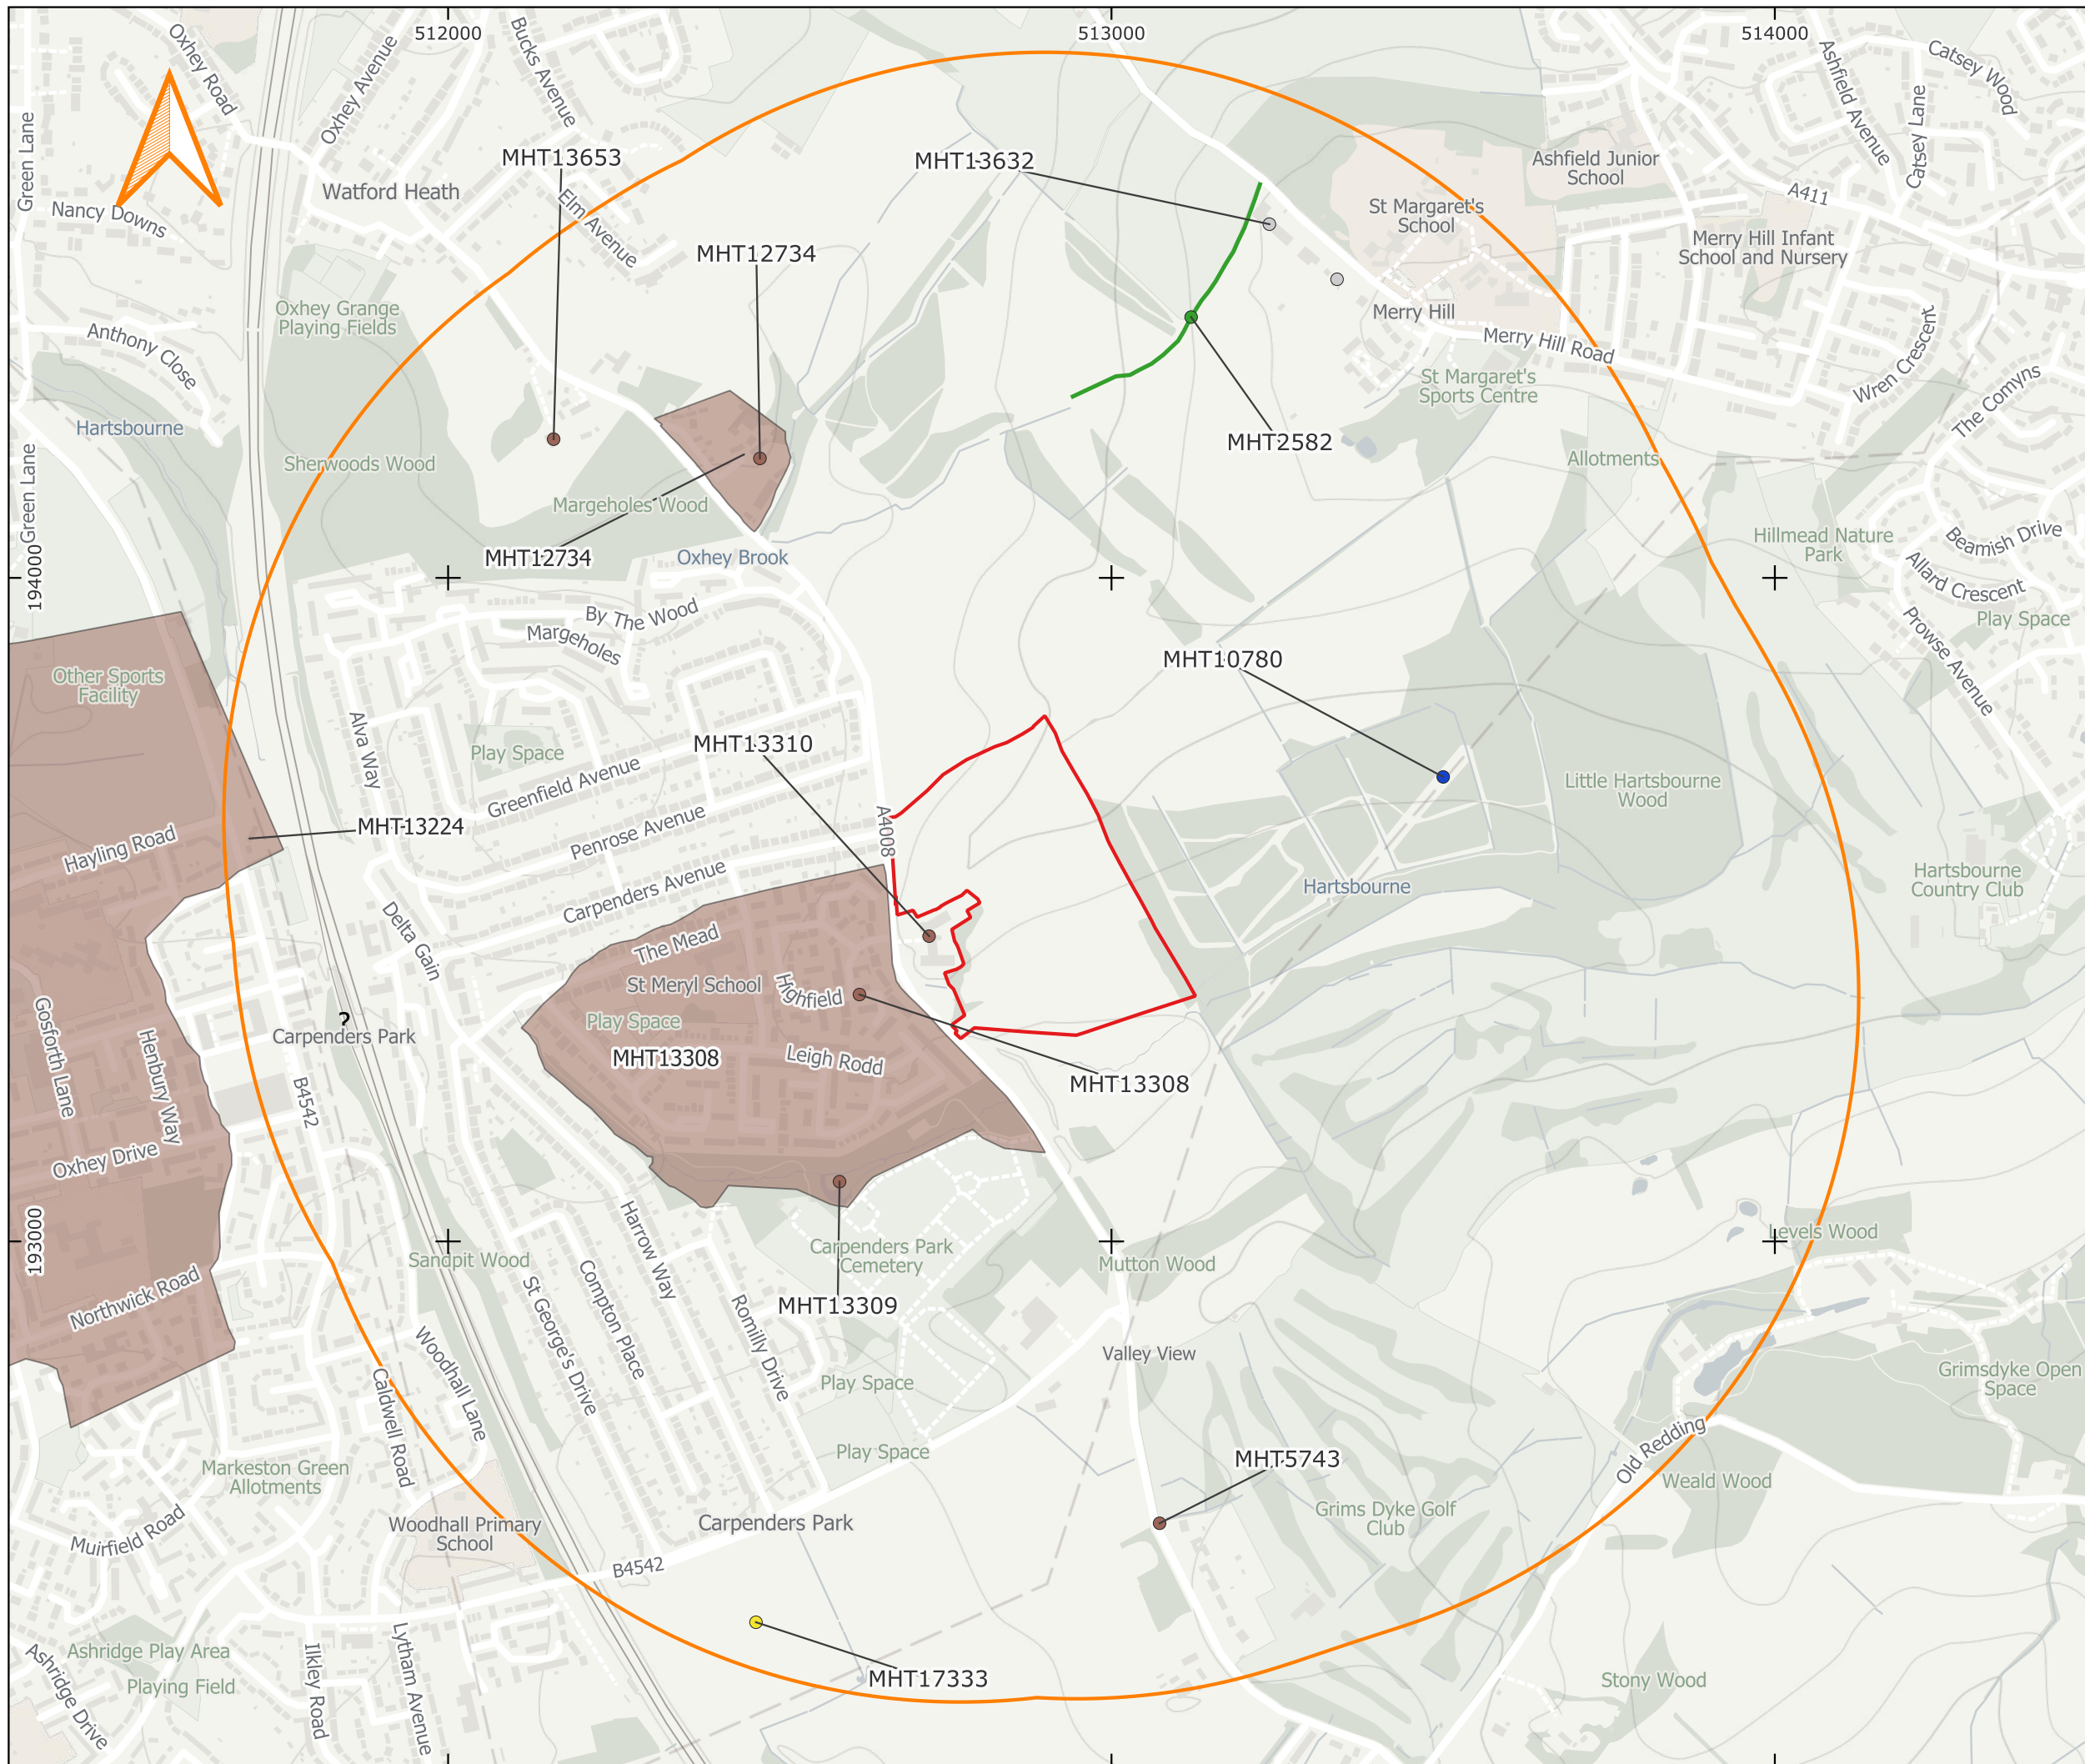 512000
513000
514000
Oxhey Road
Oxhey Avenue
Bucks Avenue
Ashfield Avenue
Catsey Wood
Catsey Lane
Green Lane
MHT13653
MHT13632
Ashfield Junior
School
A411
Watford Heath
Nancy Downs
Elm Avenue
St Margaret's
School
Merry Hill Infant
School and Nursery
MHT12734
Oxhey Grange
Playing Fields
Merry Hill
Merry Hill Road
Anthony Close
Wren Crescent
St Margaret's
Sports Centre
The Comyns
Hartsbourne
MHT2582
Sherwoods Wood
Allotments
Green Lane
Margeholes Wood
MHT12734
Oxhey Brook
Hillmead Nature
Park
Beamish Drive
Allard Crescent
194000
By The Wood
Margeholes
Play Space
Prowse Avenue
MHT10780
Other Sports
Facility
Alva Way
Play Space
MHT13310
Greenfield Avenue
Little Hartsbourne
Wood
Penrose Avenue
A4008
MHT13224
Hayling Road
Carpenders Avenue
Hartsbourne
Hartsbourne
Country Club
Delta Gain
The Mead
St Meryl School
Highfield
Play Space
?
Carpenders Park
Gosforth Lane
Henbury Way
MHT13308
Leigh Rodd
MHT13308
B4542
Oxhey Drive
193000
Harrow Way
Carpenders Park
Cemetery
Mutton Wood
Levels Wood
Sandpit Wood
Northwick Road
St George's Drive
Compton Place
Romilly Drive
MHT13309
Woodhall Lane
Caldwell Road
Valley View
Play Space
Grimsdyke Open
Space
Play Space
MHT5743
Old Redding
Weald Wood
Markeston Green
Allotments
Muirfield Road
Woodhall Primary
School
Carpenders Park
Grims Dyke Golf
Club
B4542
Ashridge Play Area
Playing Field
Ashridge Drive
Ilkley Road
Lytham Avenue
MHT17333
Stony Wood